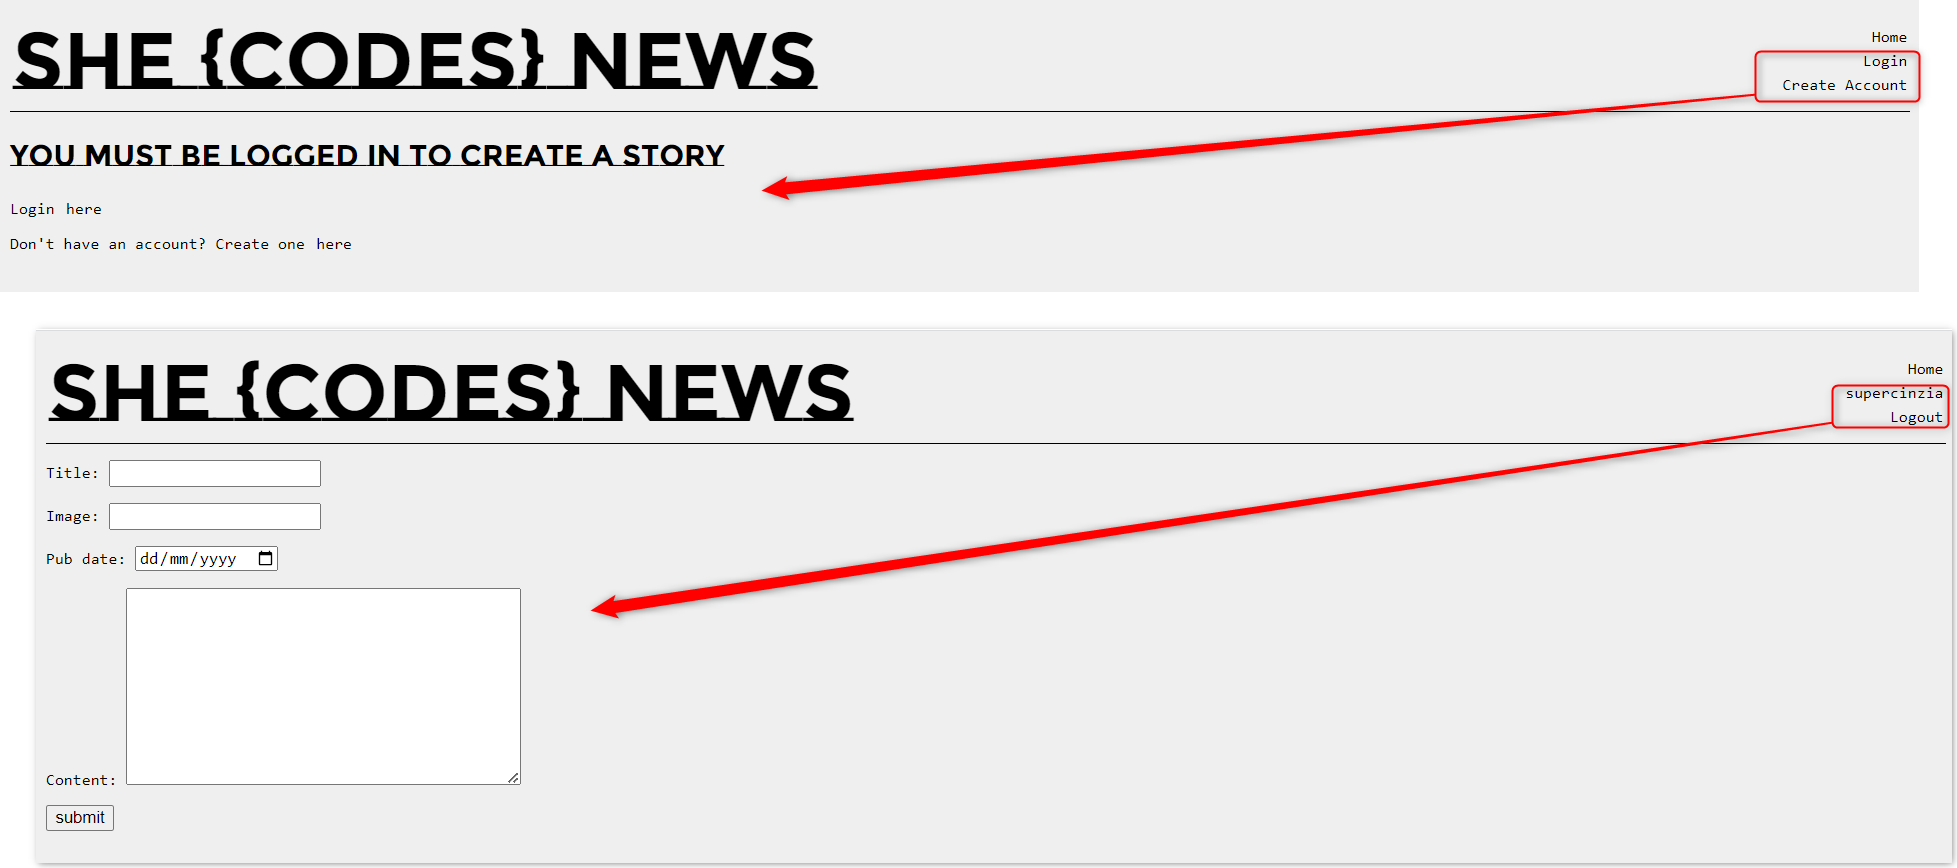 SHE {CODES} NEWS
Home
Login
Create Account
YOU MUST BE LOGGED IN TO CREATE A STORY
Login here
Don't have an account? Create one here
SHE {CODES} NEWS
Home
supercinzia
Logout
Title:
Image:
Pub date: dd/mm/yyyy
Content:
submit